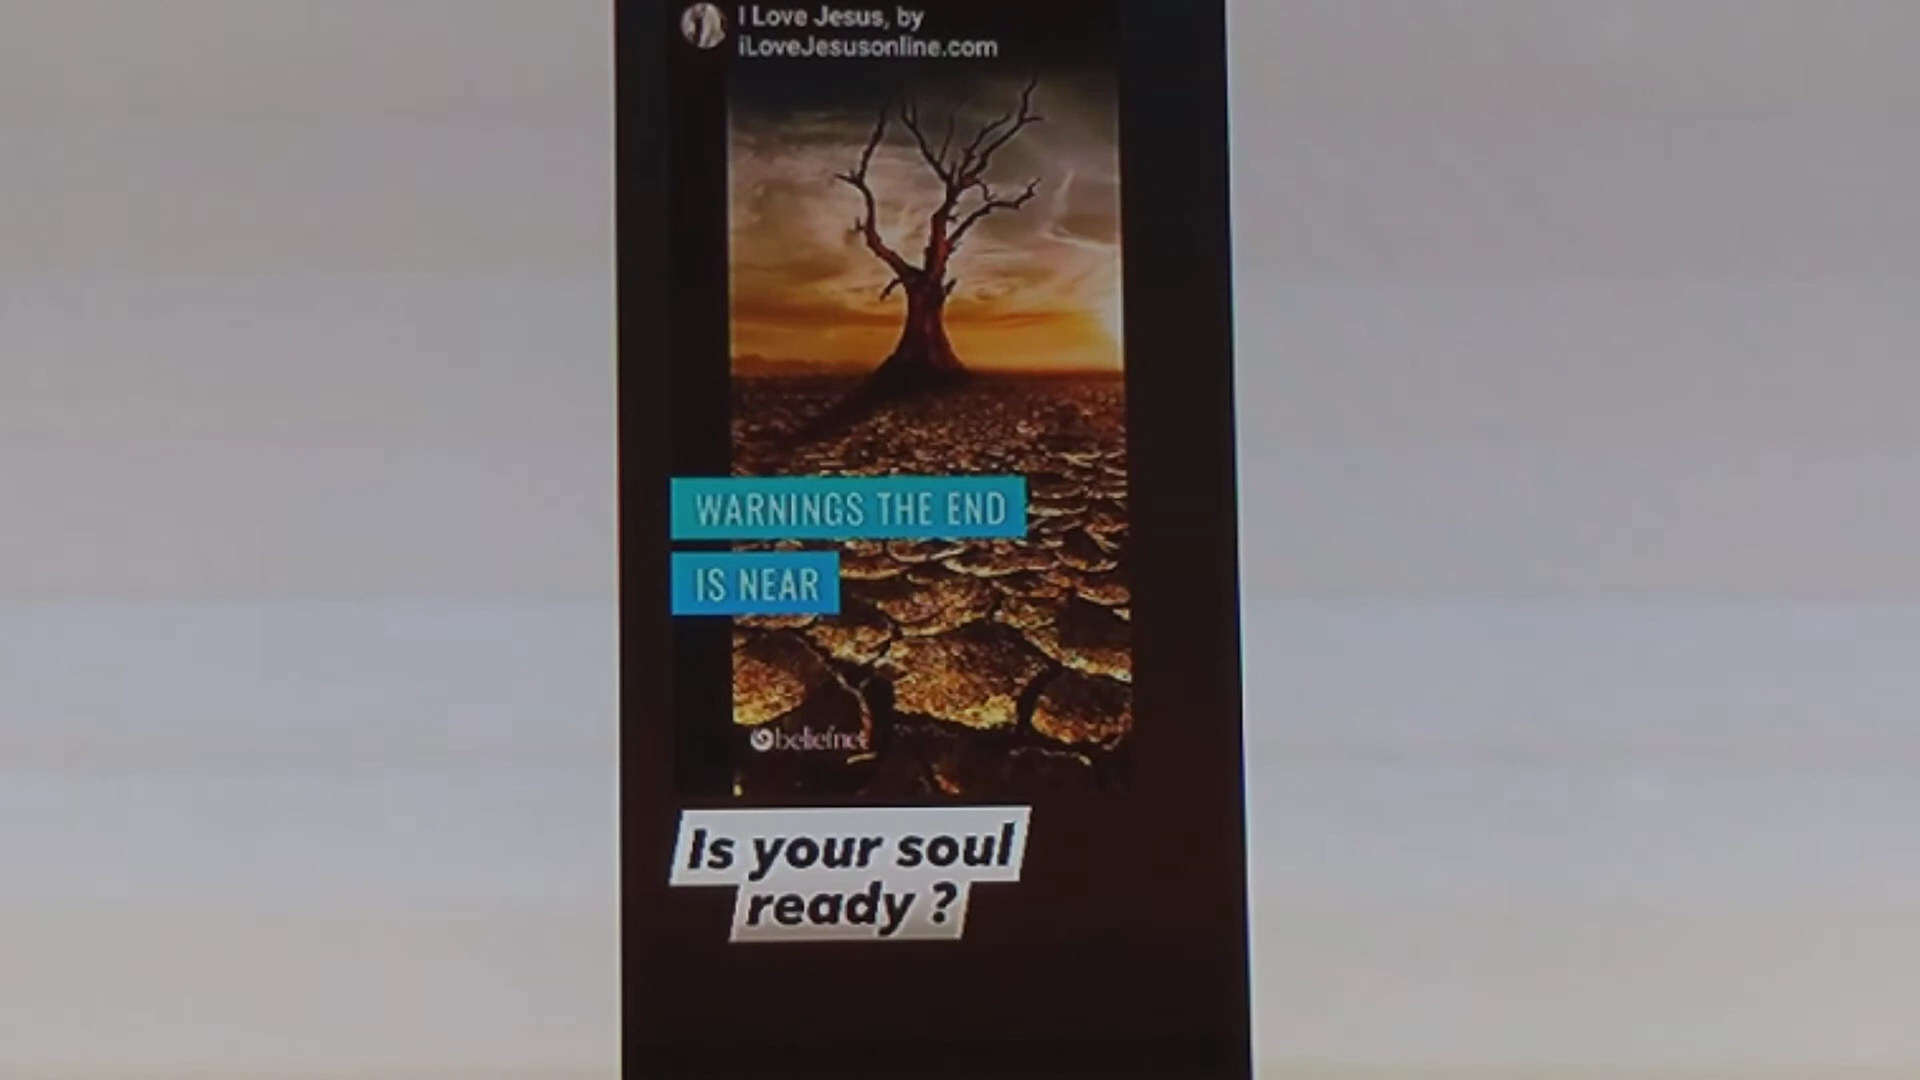 I Love Jesus, by
iLoveJesusonline.com
WARNINGS THE END
IS NEAR
beliefnet
Is your soul
ready ?